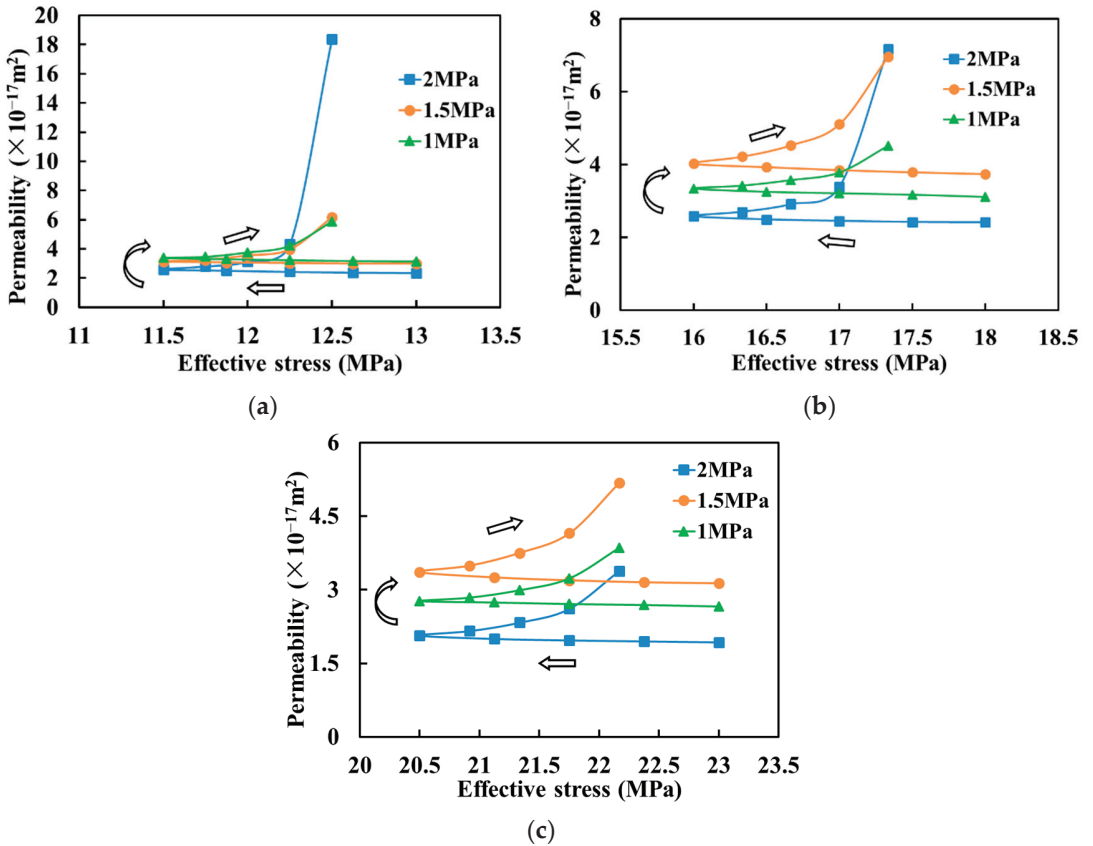 20
18
16
14
12
10
8
6
4
2
0
Permeability (×10⁻¹⁷m²)
2MPa
1.5MPa
1MPa
11 11.5 12 12.5 13 13.5
Effective stress (MPa)
(a)
8
6
4
2
0
Permeability (×10⁻¹⁷m²)
2MPa
1.5MPa
1MPa
15.5 16 16.5 17 17.5 18 18.5
Effective stress (MPa)
(b)
6
4.5
3
1.5
0
Permeability (×10⁻¹⁷m²)
2MPa
1.5MPa
1MPa
20 20.5 21 21.5 22 22.5 23 23.5
Effective stress (MPa)
(c)